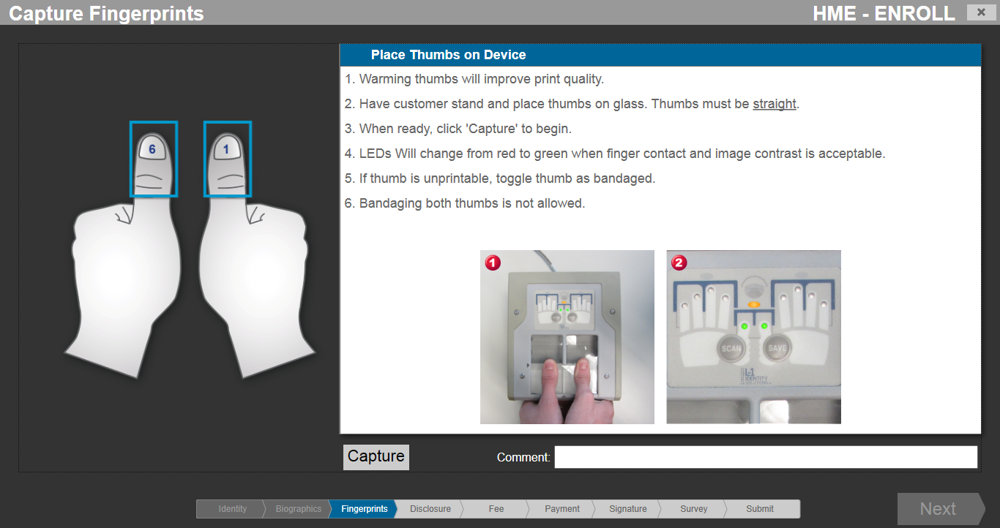 Capture Fingerprints
HME - ENROLL
Place Thumbs on Device
1. Warming thumbs will improve print quality.
2. Have customer stand and place thumbs on glass. Thumbs must be straight.
3. When ready, click 'Capture' to begin.
4. LEDs Will change from red to green when finger contact and image contrast is acceptable.
5. If thumb is unprintable, toggle thumb as bandaged.
6. Bandaging both thumbs is not allowed.
6 1
1 2
SCAN SAVE
L-1
IDENTITY
SOLUTIONS
Capture Comment:
Identity Biographics Fingerprints Disclosure Fee Payment Signature Survey Submit
Next